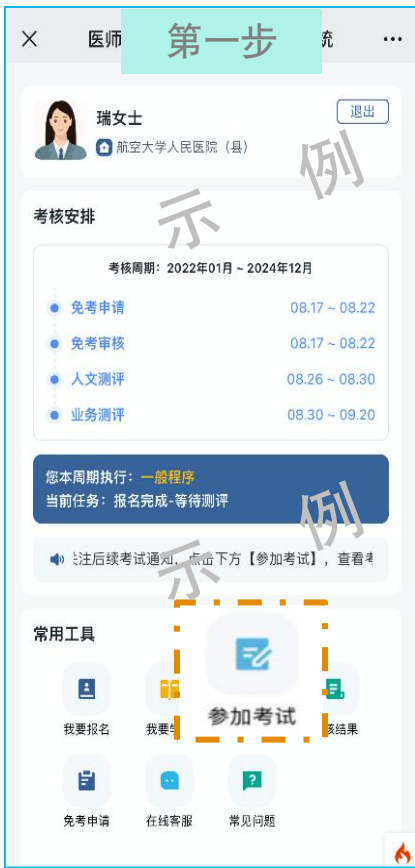 医师
第一步
统
退出
瑞女士
航空大学人民医院（县）
示 例
考核安排
考核周期：2022年01月 ~ 2024年12月
免考申请 08.17 ~ 08.22
免考审核 08.17 ~ 08.22
人文测评 08.26 ~ 08.30
业务测评 08.30 ~ 09.20
您本周期执行：一般程序
当前任务：报名完成-等待测评
示 例
关注后续考试通知，点击下方【参加考试】，查看考
常用工具
我要报名
我要学
参加考试
核结果
免考申请
在线客服
常见问题